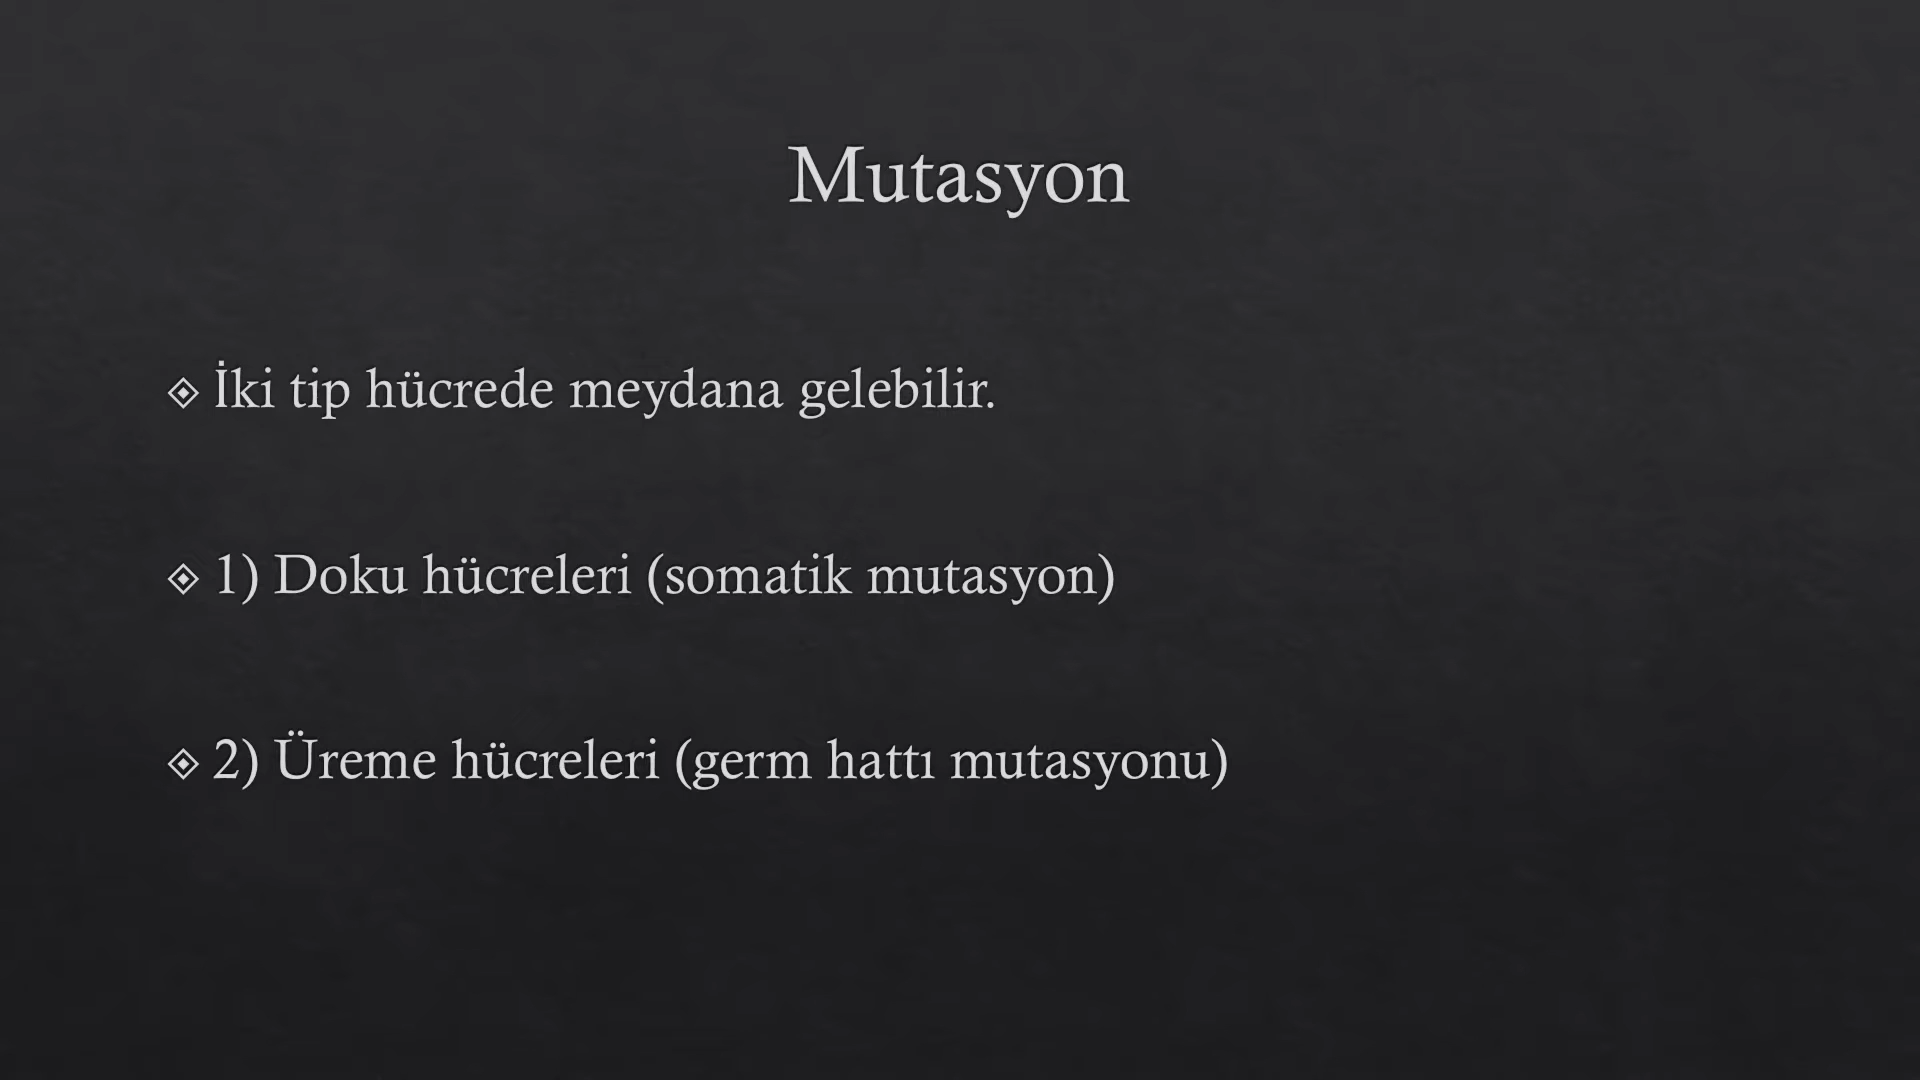 Mutasyon
İki tip hücrede meydana gelebilir.
1) Doku hücreleri (somatik mutasyon)
2) Üreme hücreleri (germ hattı mutasyonu)